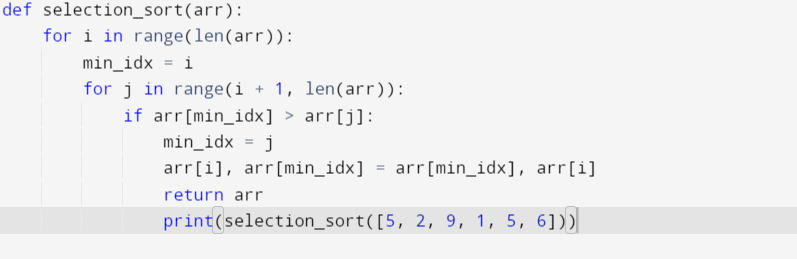 def selection_sort(arr):
    for i in range(len(arr)):
        min_idx = i
        for j in range(i + 1, len(arr)):
            if arr[min_idx] > arr[j]:
                min_idx = j
                arr[i], arr[min_idx] = arr[min_idx], arr[i]
                return arr
                print(selection_sort([5, 2, 9, 1, 5, 6]))